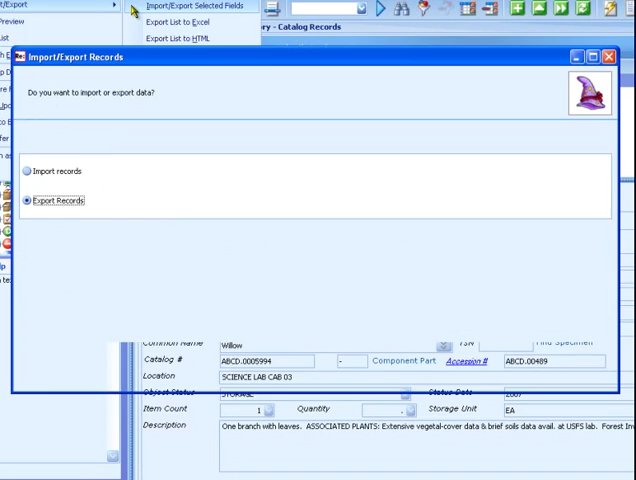 t/Export
Import/Export Selected Fields
Preview
Export List to Excel
List
Export List to HTML
ry - Catalog Records
Re: Import/Export Records
Do you want to import or export data?
Import records
Export Records
Common Name Willow TSN Find Specimen
Catalog # ABCD.0005994 - Component Part Accession # ABCD.00489
Location SCIENCE LAB CAB 03
Object Status STORAGE Status Date 2007
Item Count 1 Quantity . Storage Unit EA
Description One branch with leaves. ASSOCIATED PLANTS: Extensive vegetal-cover data & brief soils data avail. at USFS lab. Forest Inv